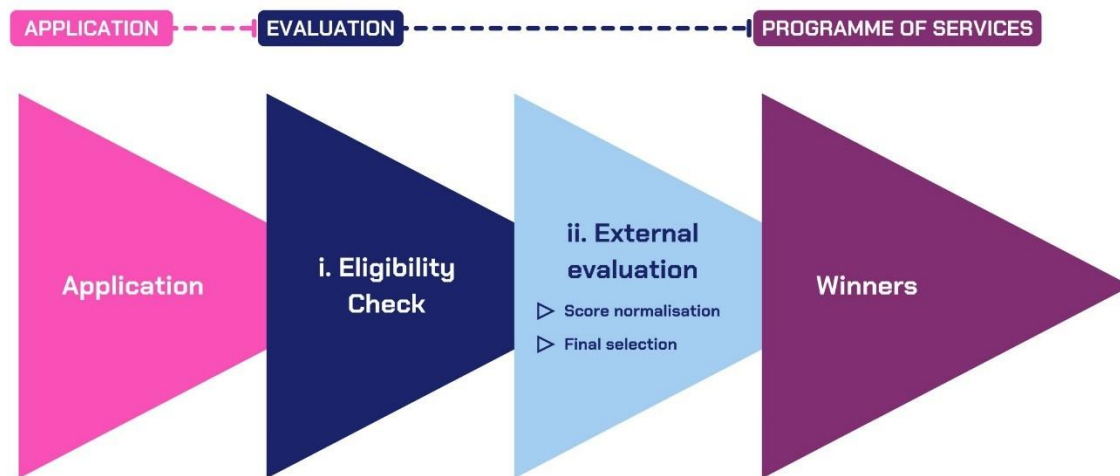 APPLICATION
EVALUATION
PROGRAMME OF SERVICES
Application
i. Eligibility
Check
ii. External
evaluation
Score normalisation
Final selection
Winners